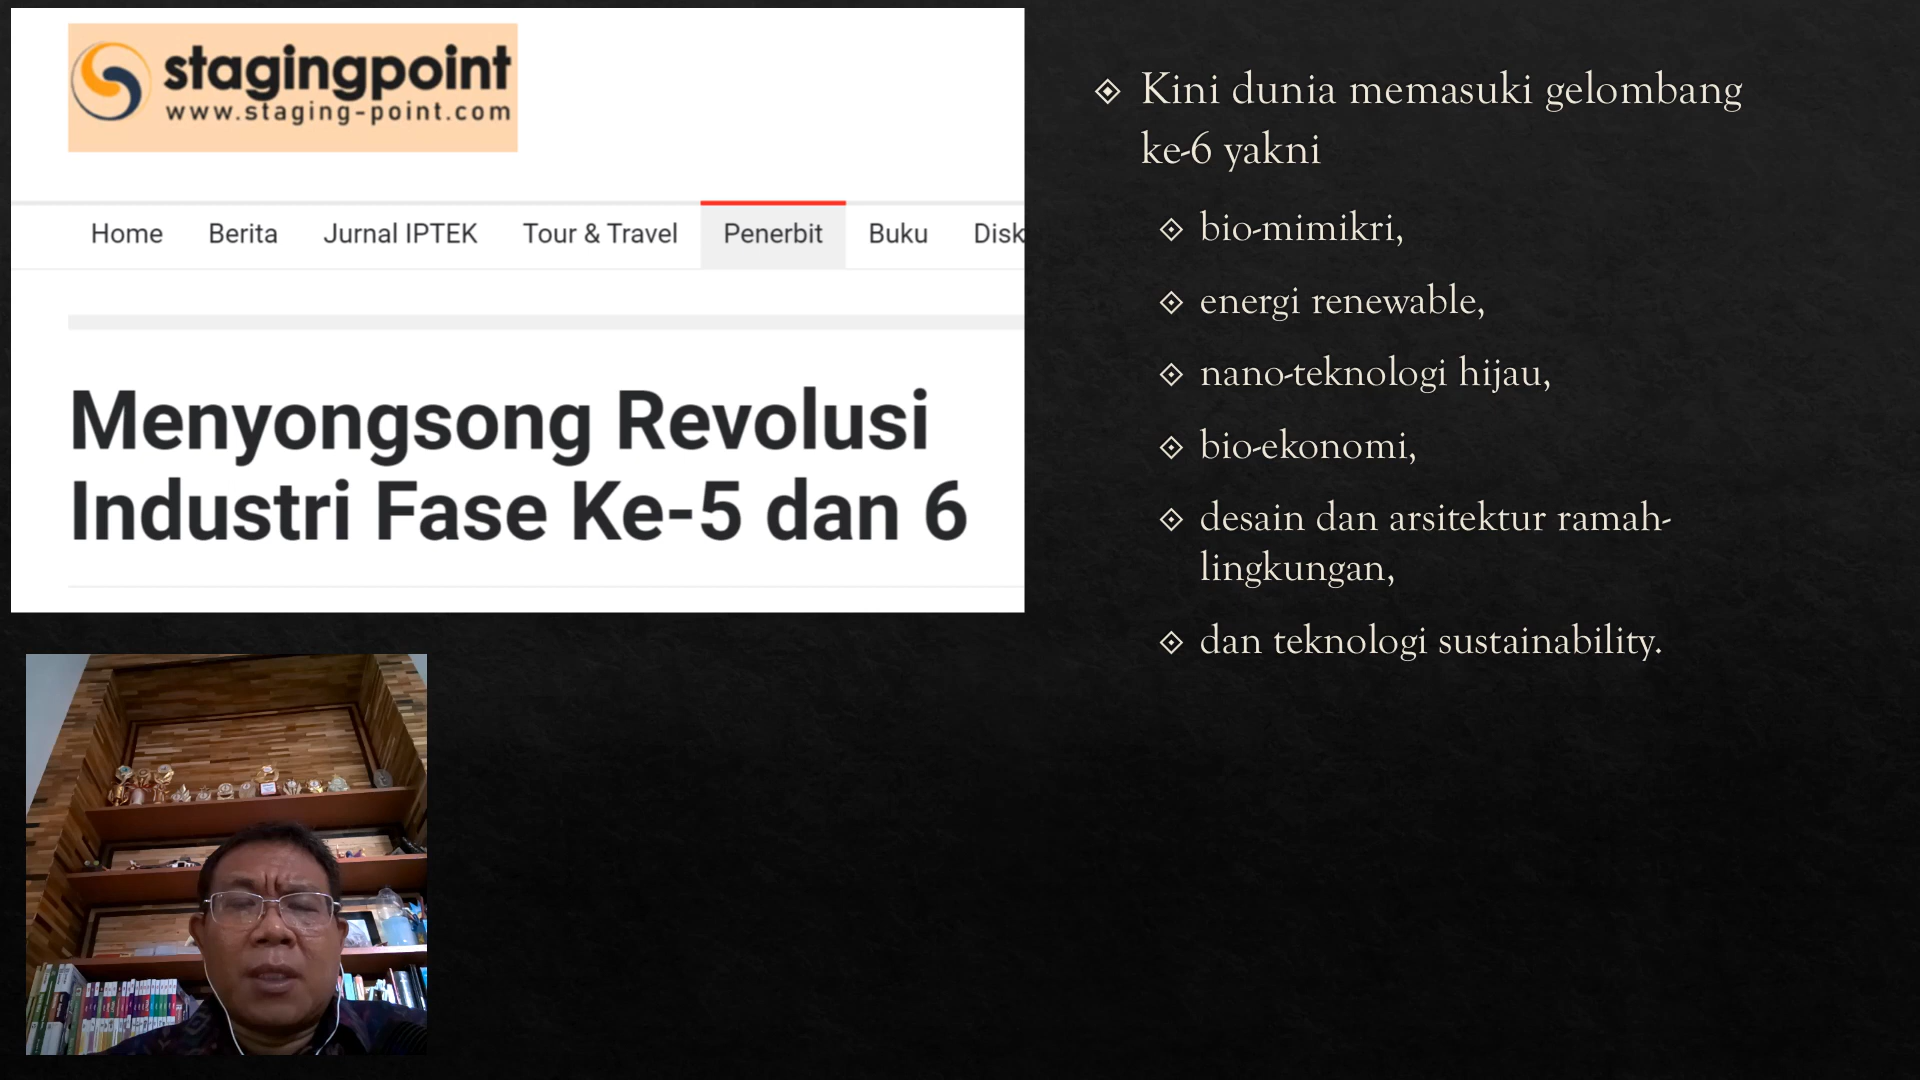 stagingpoint
www.staging-point.com
Home Berita Jurnal IPTEK Tour & Travel Penerbit Buku Disk
Menyongsong Revolusi
Industri Fase Ke-5 dan 6
Kini dunia memasuki gelombang
ke-6 yakni
bio-mimikri,
energi renewable,
nano-teknologi hijau,
bio-ekonomi,
desain dan arsitektur ramah-
lingkungan,
dan teknologi sustainability.